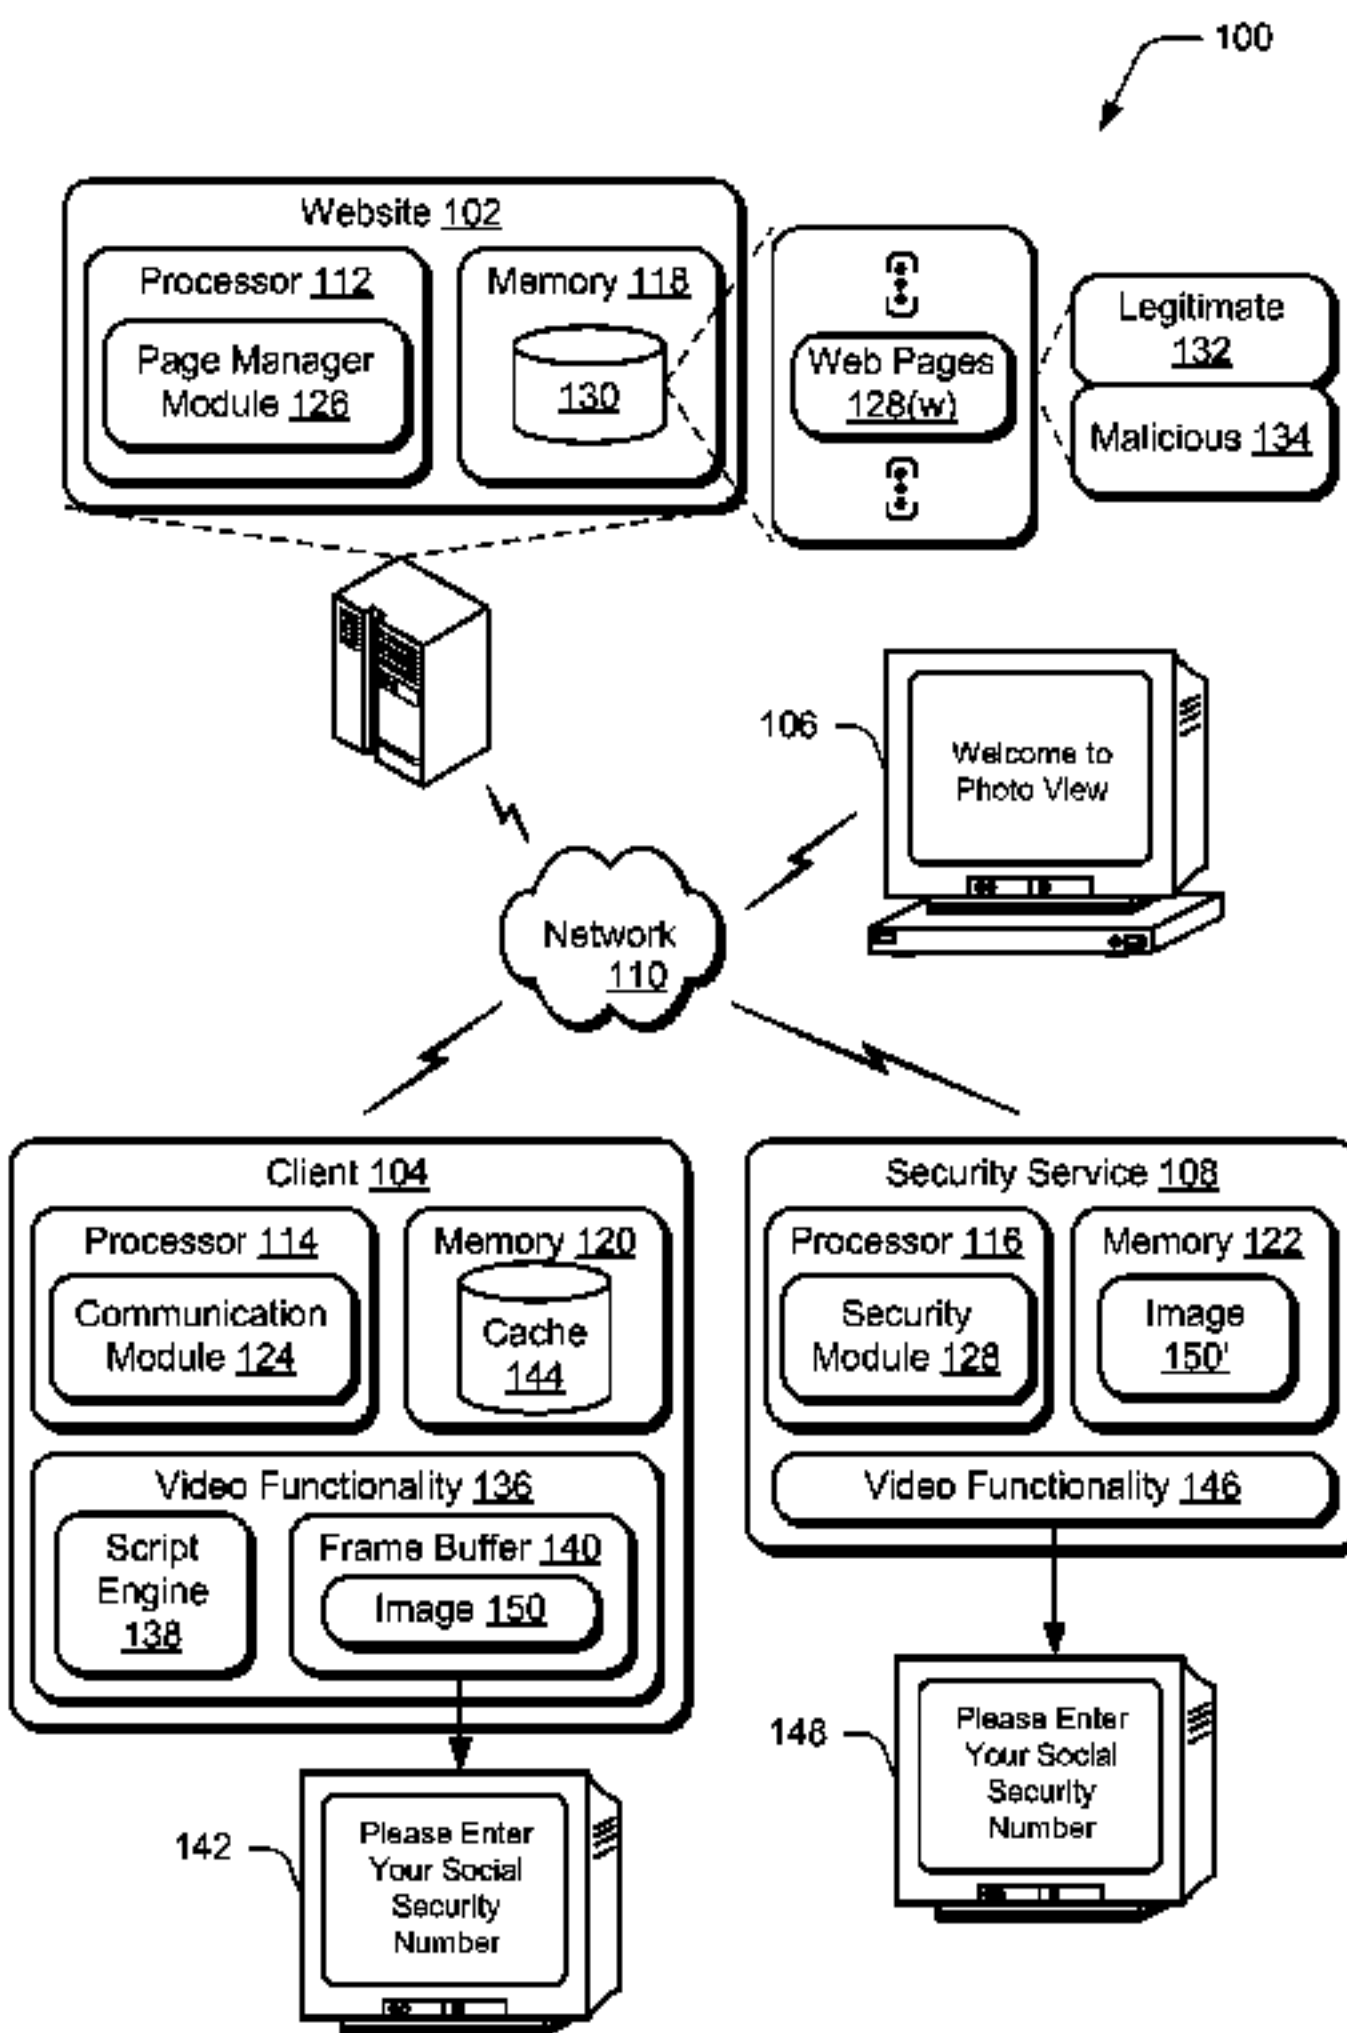 100
Website 102
Processor 112
Page Manager
Module 126
Memory 118
130
Web Pages
128(w)
Legitimate
132
Malicious 134
106
Welcome to
Photo View
Network
110
Client 104
Processor 114
Communication
Module 124
Memory 120
Cache
144
Video Functionality 136
Script
Engine
138
Frame Buffer 140
Image 150
Security Service 108
Processor 116
Security
Module 128
Memory 122
Image
150'
Video Functionality 146
142
Please Enter
Your Social
Security
Number
148
Please Enter
Your Social
Security
Number